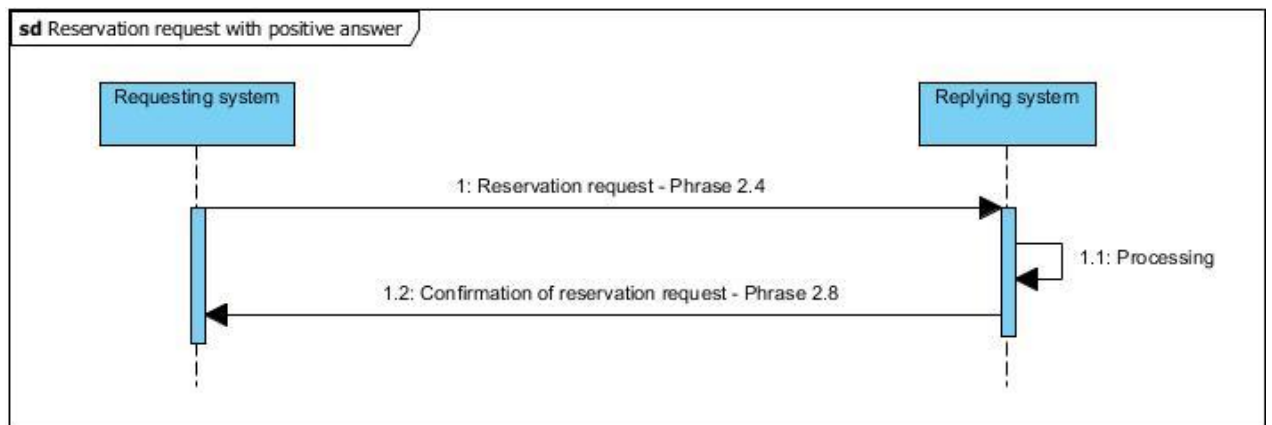 sd Reservation request with positive answer
Requesting system
Replying system
1: Reservation request - Phrase 2.4
1.1: Processing
1.2: Confirmation of reservation request - Phrase 2.8